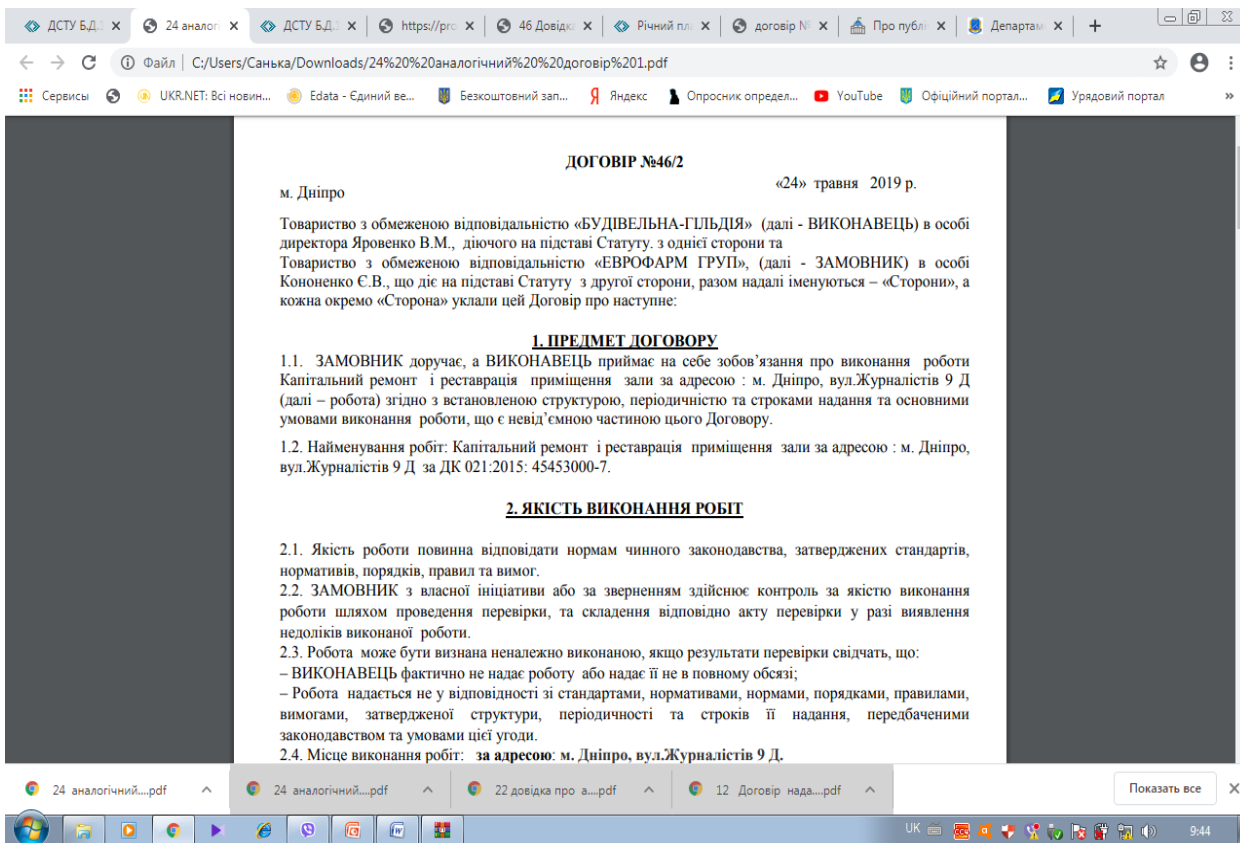 ДСТУ Б.Д.1
24 аналогі
ДСТУ Б.Д.1
https://pro
46 Довідка
Річний пла
договір №
Про публі
Департам
Файл | C:/Users/Санька/Downloads/24%20%20аналогічний%20%20договір%201.pdf
Сервисы
UKR.NET: Всі новин...
Edata - Єдиний ве...
Безкоштовний зап...
Яндекс
Опросник определ...
YouTube
Офіційний портал...
Урядовий портал
»
ДОГОВІР №46/2
м. Дніпро «24» травня 2019 р.
Товариство з обмеженою відповідальністю «БУДІВЕЛЬНА-ГІЛЬДІЯ» (далі - ВИКОНАВЕЦЬ) в особі
директора Яровенко В.М., діючого на підставі Статуту. з однієї сторони та
Товариство з обмеженою відповідальністю «ЕВРОФАРМ ГРУП», (далі - ЗАМОВНИК) в особі
Кононенко Є.В., що діє на підставі Статуту з другої сторони, разом надалі іменуються – «Сторони», а
кожна окремо «Сторона» уклали цей Договір про наступне:
1. ПРЕДМЕТ ДОГОВОРУ
1.1. ЗАМОВНИК доручає, а ВИКОНАВЕЦЬ приймає на себе зобов’язання про виконання роботи
Капітальний ремонт і реставрація приміщення зали за адресою : м. Дніпро, вул.Журналістів 9 Д
(далі – робота) згідно з встановленою структурою, періодичністю та строками надання та основними
умовами виконання роботи, що є невід’ємною частиною цього Договору.
1.2. Найменування робіт: Капітальний ремонт і реставрація приміщення зали за адресою : м. Дніпро,
вул.Журналістів 9 Д за ДК 021:2015: 45453000-7.
2. ЯКІСТЬ ВИКОНАННЯ РОБІТ
2.1. Якість роботи повинна відповідати нормам чинного законодавства, затверджених стандартів,
нормативів, порядків, правил та вимог.
2.2. ЗАМОВНИК з власної ініціативи або за зверненням здійснює контроль за якістю виконання
роботи шляхом проведення перевірки, та складення відповідно акту перевірки у разі виявлення
недоліків виконаної роботи.
2.3. Робота може бути визнана неналежно виконаною, якщо результати перевірки свідчать, що:
– ВИКОНАВЕЦЬ фактично не надає роботу або надає її не в повному обсязі;
– Робота надається не у відповідності зі стандартами, нормативами, нормами, порядками, правилами,
вимогами, затвердженої структури, періодичності та строків її надання, передбаченими
законодавством та умовами цієї угоди.
2.4. Місце виконання робіт: за адресою: м. Дніпро, вул.Журналістів 9 Д.
24 аналогічний....pdf
24 аналогічний....pdf
22 довідка про а....pdf
12 Договір нада....pdf
Показать все
UK
9:44